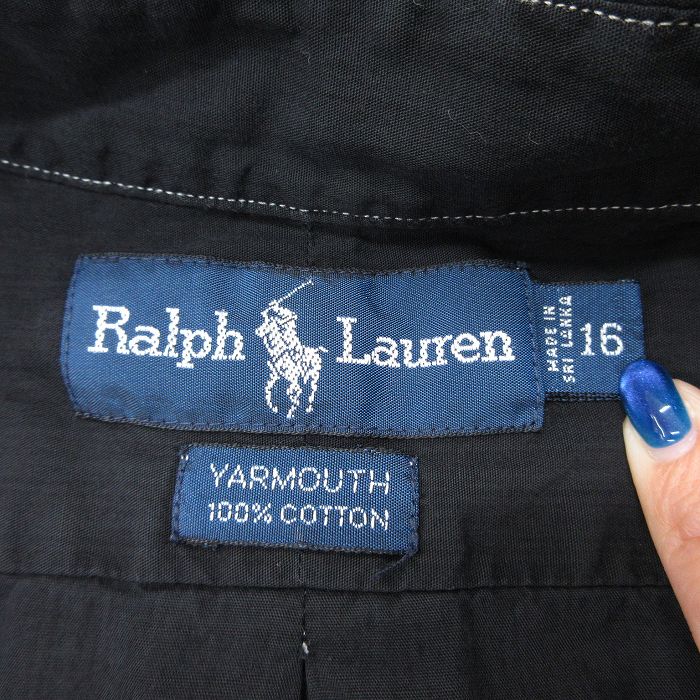 Ralph Lauren
MADE IN
SRI LANKA
16
YARMOUTH
100% COTTON